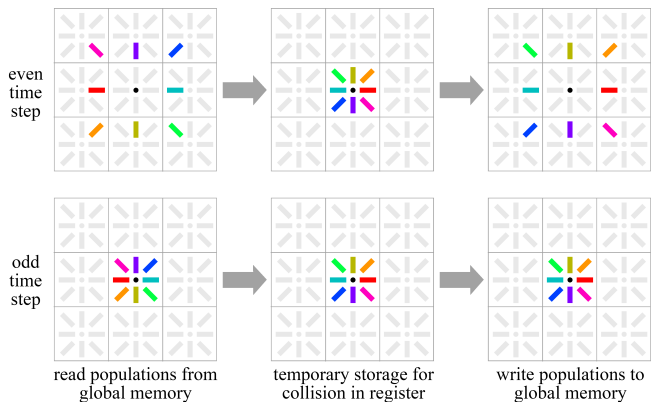 even
time
step
odd
time
step
read populations from
global memory
temporary storage for
collision in register
write populations to
global memory